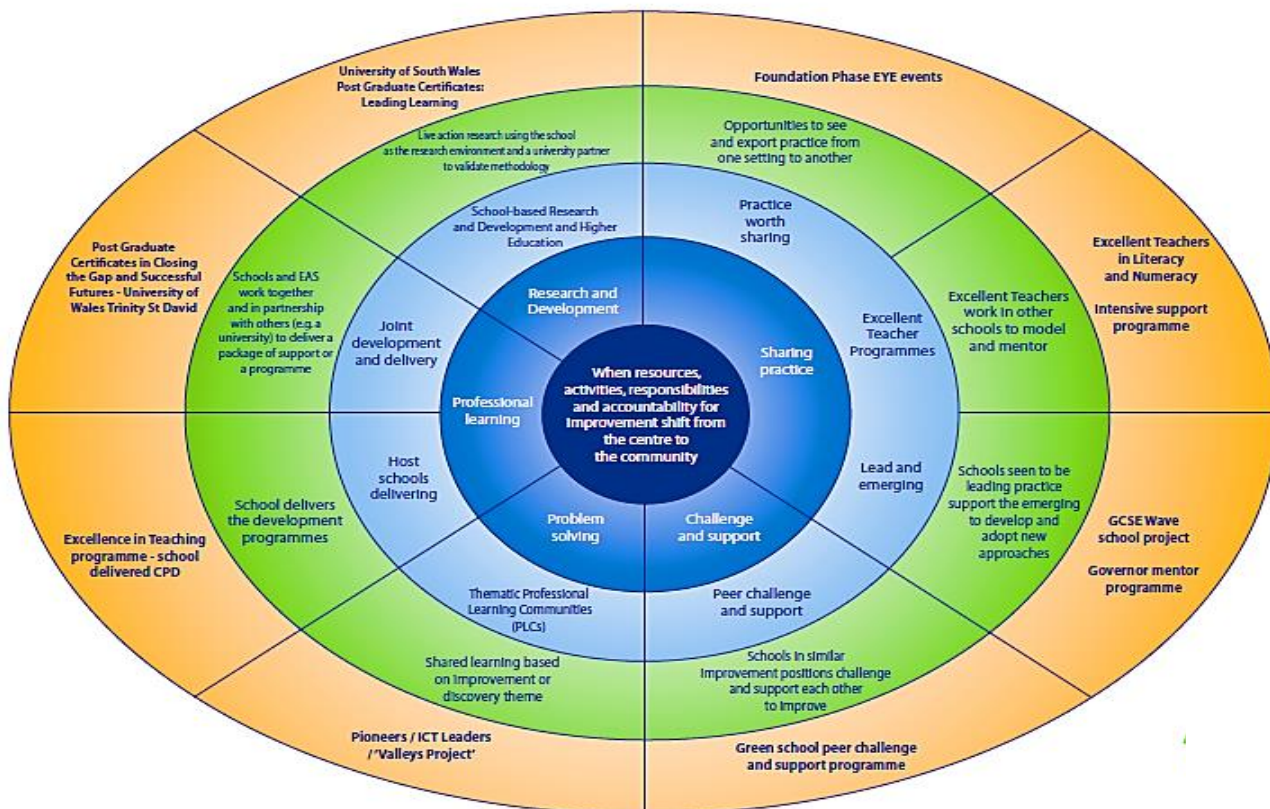 When resources,
activities, responsibilities
and accountability for
improvement shift from
the centre to
the community
Research and
Development
Sharing
practice
Challenge
and support
Problem
solving
Professional
learning
School-based Research
and Development and Higher
Education
Practice
worth
sharing
Excellent
Teacher
Programmes
Lead and
emerging
Peer challenge
and support
Thematic Professional
Learning Communities
(PLCs)
Host
schools
delivering
Joint
development
and delivery
Live action research using the school
as the research environment and a university partner
to validate methodology
Opportunities to see
and export practice from
one setting to another
Excellent Teachers
work in other
schools to model
and mentor
Schools seen to be
leading practice
support the emerging
to develop and
adopt new
approaches
Schools in similar
improvement positions challenge
and support each other
to improve
Shared learning based
on improvement or
discovery theme
School delivers
the development
programmes
Schools and EAS
work together
and in partnership
with others (e.g. a
university) to deliver a
package of support or
a programme
University of South Wales
Post Graduate Certificates:
Leading Learning
Foundation Phase EYE events
Excellent Teachers
in Literacy
and Numeracy
Intensive support
programme
GCSE Wave
school project
Governor mentor
programme
Green school peer challenge
and support programme
Pioneers / ICT Leaders
/ 'Valleys Project'
Excellence in Teaching
programme - school
delivered CPD
Post Graduate
Certificates in Closing
the Gap and Successful
Futures - University of
Wales Trinity St David